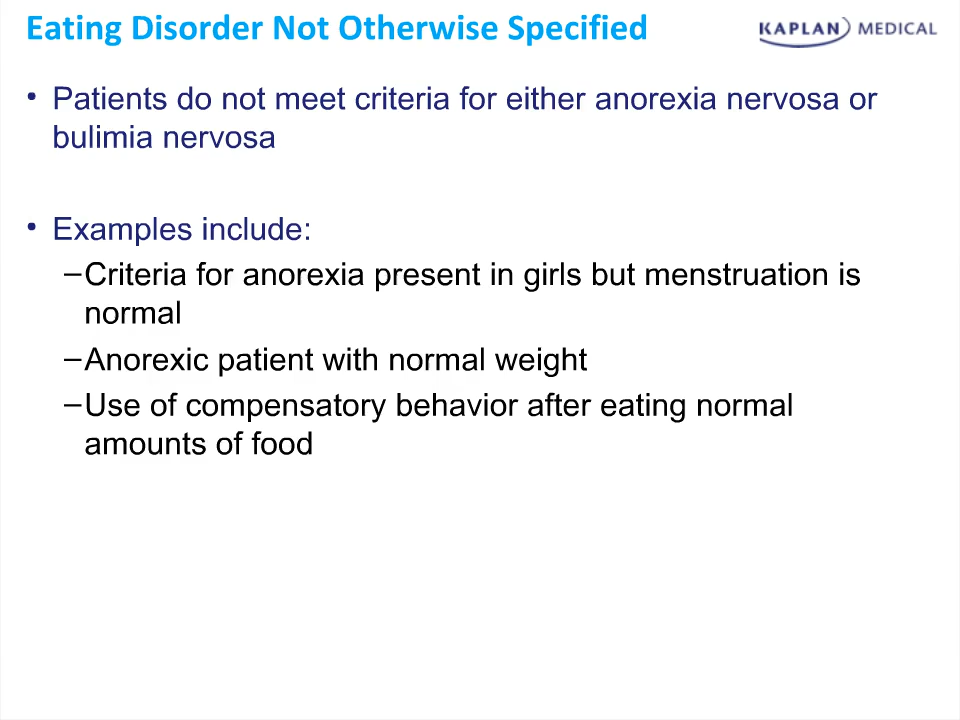 Eating Disorder Not Otherwise Specified
KAPLAN MEDICAL
• Patients do not meet criteria for either anorexia nervosa or
bulimia nervosa
• Examples include:
–Criteria for anorexia present in girls but menstruation is
normal
–Anorexic patient with normal weight
–Use of compensatory behavior after eating normal
amounts of food